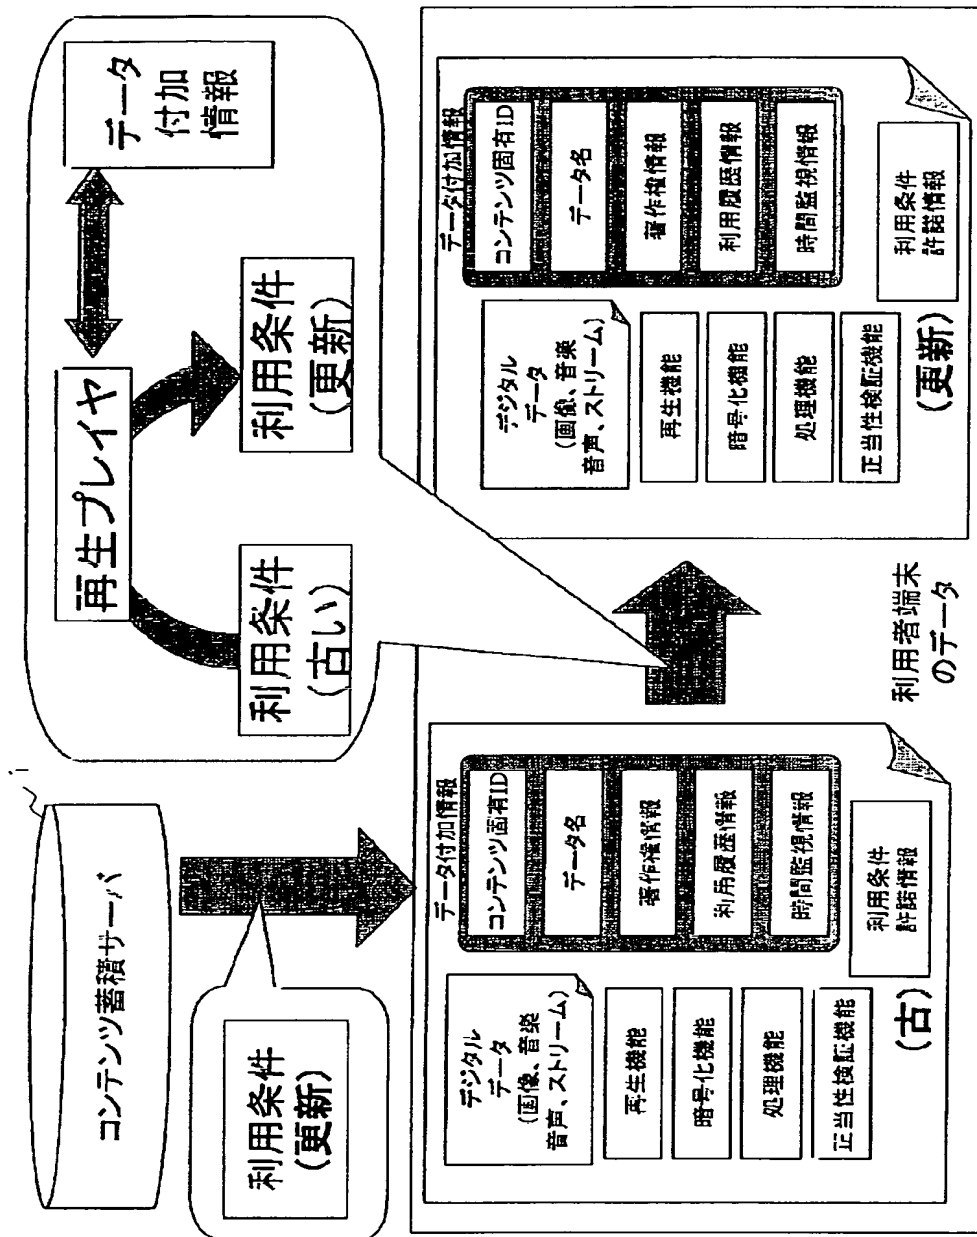 コンテンツ蓄積サーバ
利用条件
(更新)
再生プレイヤ
データ
付加
情報
利用条件
(古い)
利用条件
(更新)
デジタル
データ
(画像、音楽
音声、ストリーム)
再生機能
暗号化機能
処理機能
正当性検証機能
(古)
データ付加情報
コンテンツ固有ID
データ名
著作権情報
利用履歴情報
時間監視情報
利用条件
許諾情報
利用者端末
のデータ
デジタル
データ
(画像、音楽
音声、ストリーム)
再生機能
暗号化機能
処理機能
正当性検証機能
(更新)
データ付加情報
コンテンツ固有ID
データ名
著作権情報
利用履歴情報
時間監視情報
利用条件
許諾情報